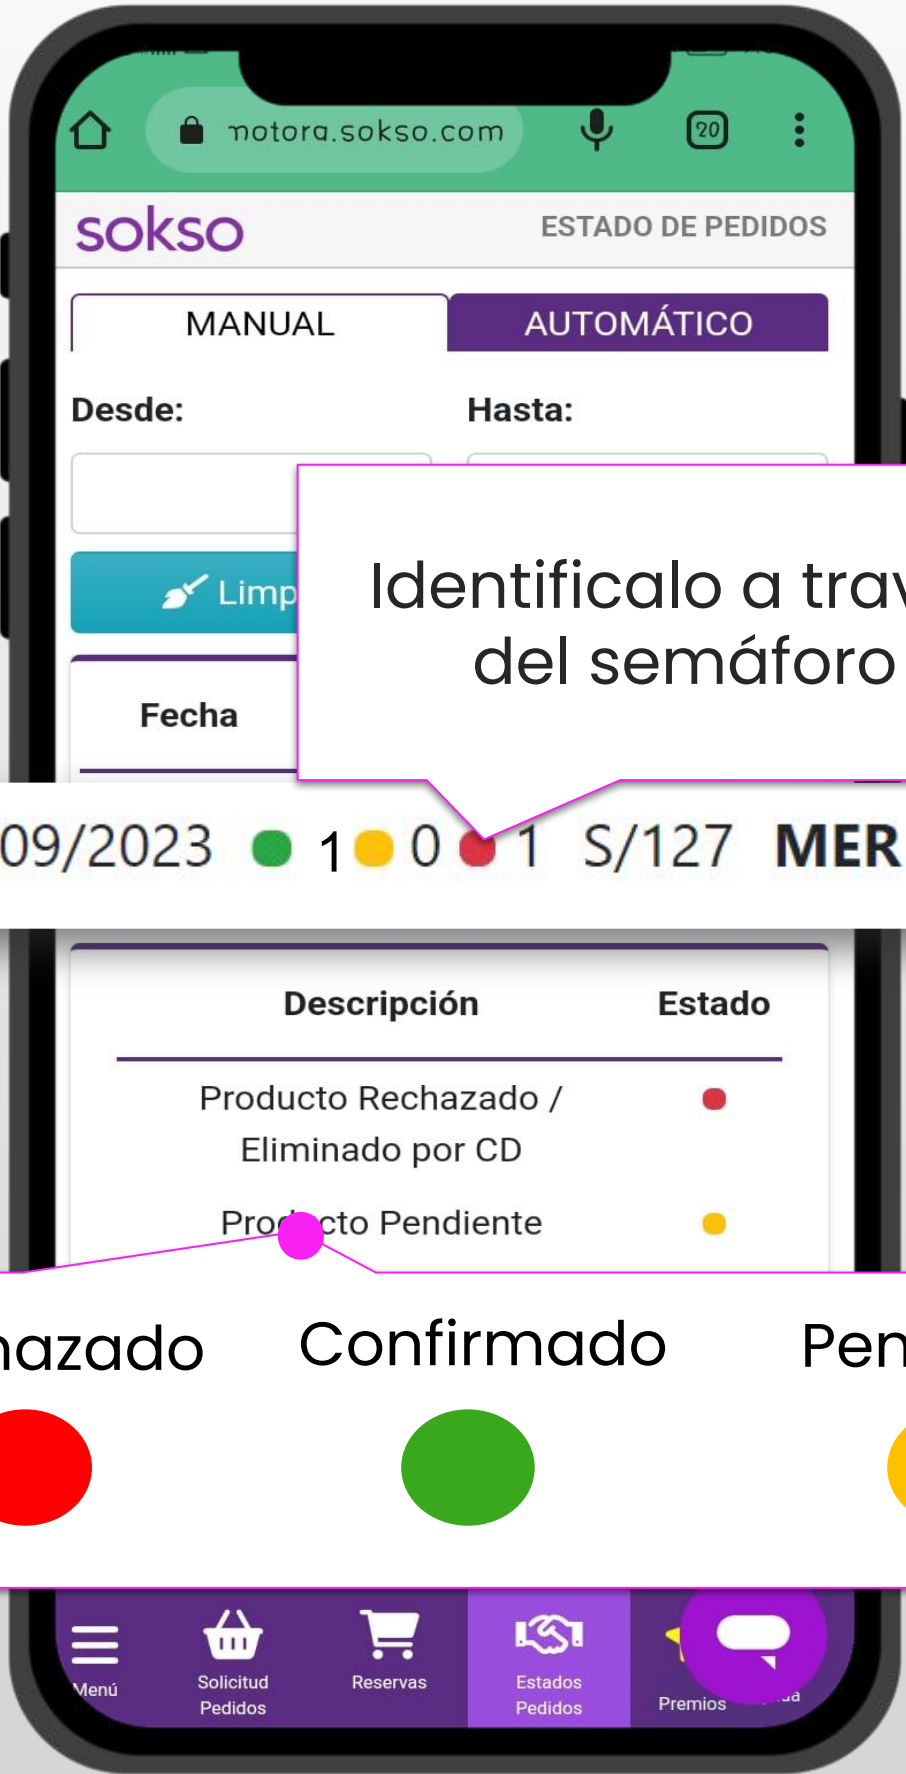 motora.sokso.com
20
sokso
ESTADO DE PEDIDOS
MANUAL
AUTOMÁTICO
Desde:
Hasta:
Limp
Identificalo a trav
del semáforo
Fecha
09/2023 1 0 1 S/127 MER
Descripción
Estado
Producto Rechazado /
Eliminado por CD
Producto Pendiente
hazado
Confirmado
Pen
Menú
Solicitud
Pedidos
Reservas
Estados
Pedidos
Premios